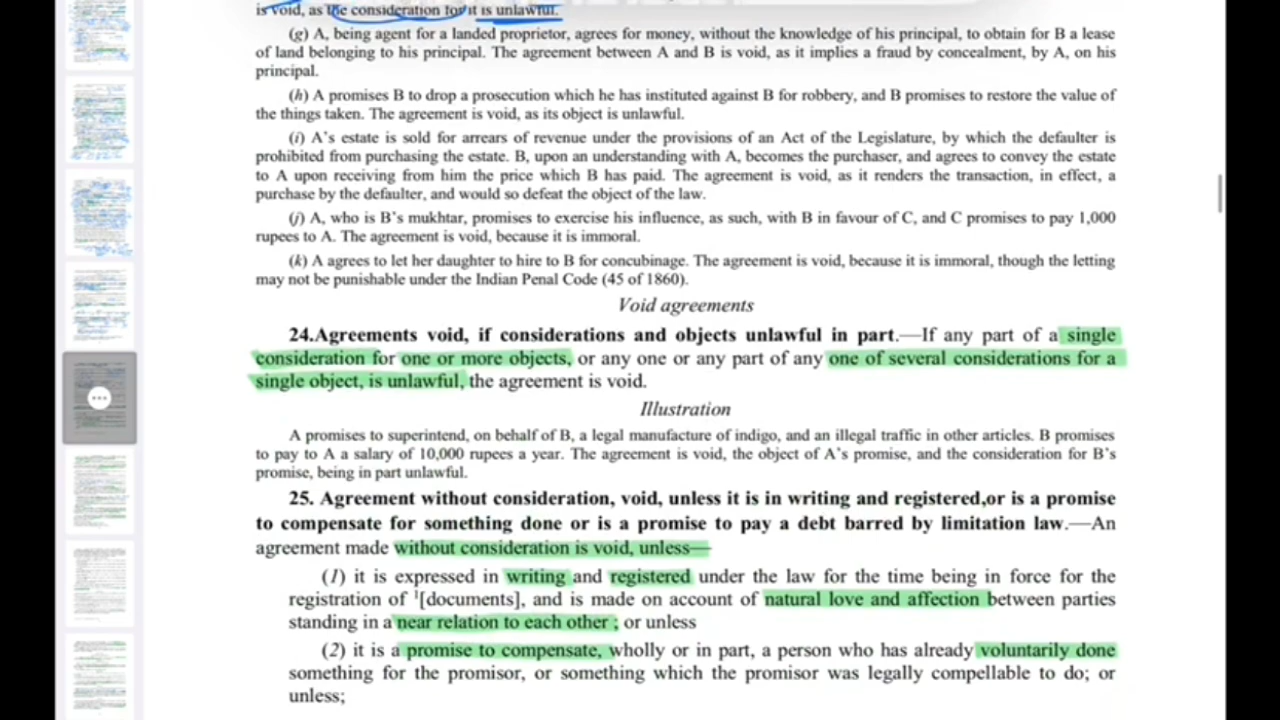 is void, as the consideration for it is unlawful.
(g) A, being agent for a landed proprietor, agrees for money, without the knowledge of his principal, to obtain for B a lease
of land belonging to his principal. The agreement between A and B is void, as it implies a fraud by concealment, by A, on his
principal.
(h) A promises B to drop a prosecution which he has instituted against B for robbery, and B promises to restore the value of
the things taken. The agreement is void, as its object is unlawful.
(i) A's estate is sold for arrears of revenue under the provisions of an Act of the Legislature, by which the defaulter is
prohibited from purchasing the estate. B, upon an understanding with A, becomes the purchaser, and agrees to convey the estate
to A upon receiving from him the price which B has paid. The agreement is void, as it renders the transaction, in effect, a
purchase by the defaulter, and would so defeat the object of the law.
(j) A, who is B's mukhtar, promises to exercise his influence, as such, with B in favour of C, and C promises to pay 1,000
rupees to A. The agreement is void, because it is immoral.
(k) A agrees to let her daughter to hire to B for concubinage. The agreement is void, because it is immoral, though the letting
may not be punishable under the Indian Penal Code (45 of 1860).
Void agreements
24.Agreements void, if considerations and objects unlawful in part.—If any part of a single
consideration for one or more objects, or any one or any part of any one of several considerations for a
single object, is unlawful, the agreement is void.
Illustration
A promises to superintend, on behalf of B, a legal manufacture of indigo, and an illegal traffic in other articles. B promises
to pay to A a salary of 10,000 rupees a year. The agreement is void, the object of A's promise, and the consideration for B's
promise, being in part unlawful.
25. Agreement without consideration, void, unless it is in writing and registered,or is a promise
to compensate for something done or is a promise to pay a debt barred by limitation law.—An
agreement made without consideration is void, unless—
(1) it is expressed in writing and registered under the law for the time being in force for the
registration of 1[documents], and is made on account of natural love and affection between parties
standing in a near relation to each other ; or unless
(2) it is a promise to compensate, wholly or in part, a person who has already voluntarily done
something for the promisor, or something which the promisor was legally compellable to do; or
unless;